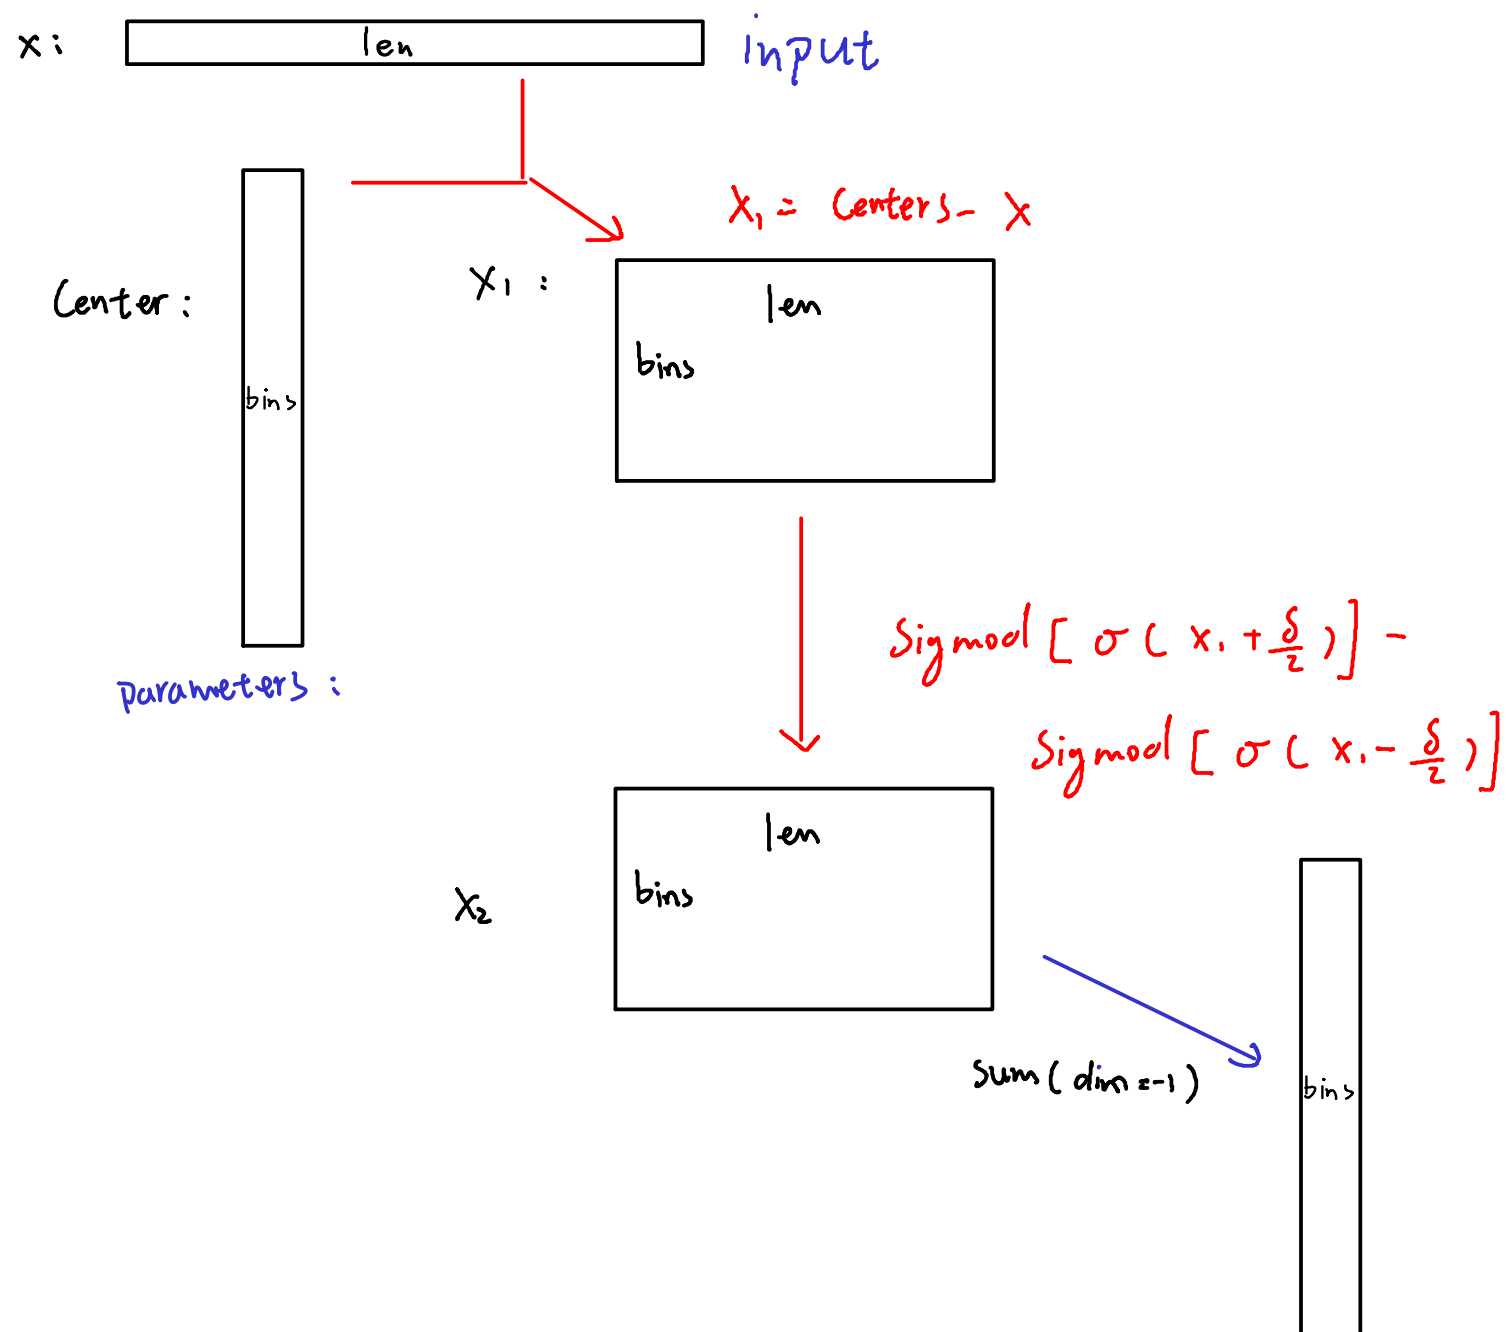 x: len input
X₁ = Centers - X
Center:
bins
X₁ :
len
bins
parameters:
Sigmod [ σ ( x₁ + δ/2 ) ] -
Sigmod [ σ ( x₁ - δ/2 ) ]
X₂
len
bins
sum ( dim = -1 )
bins